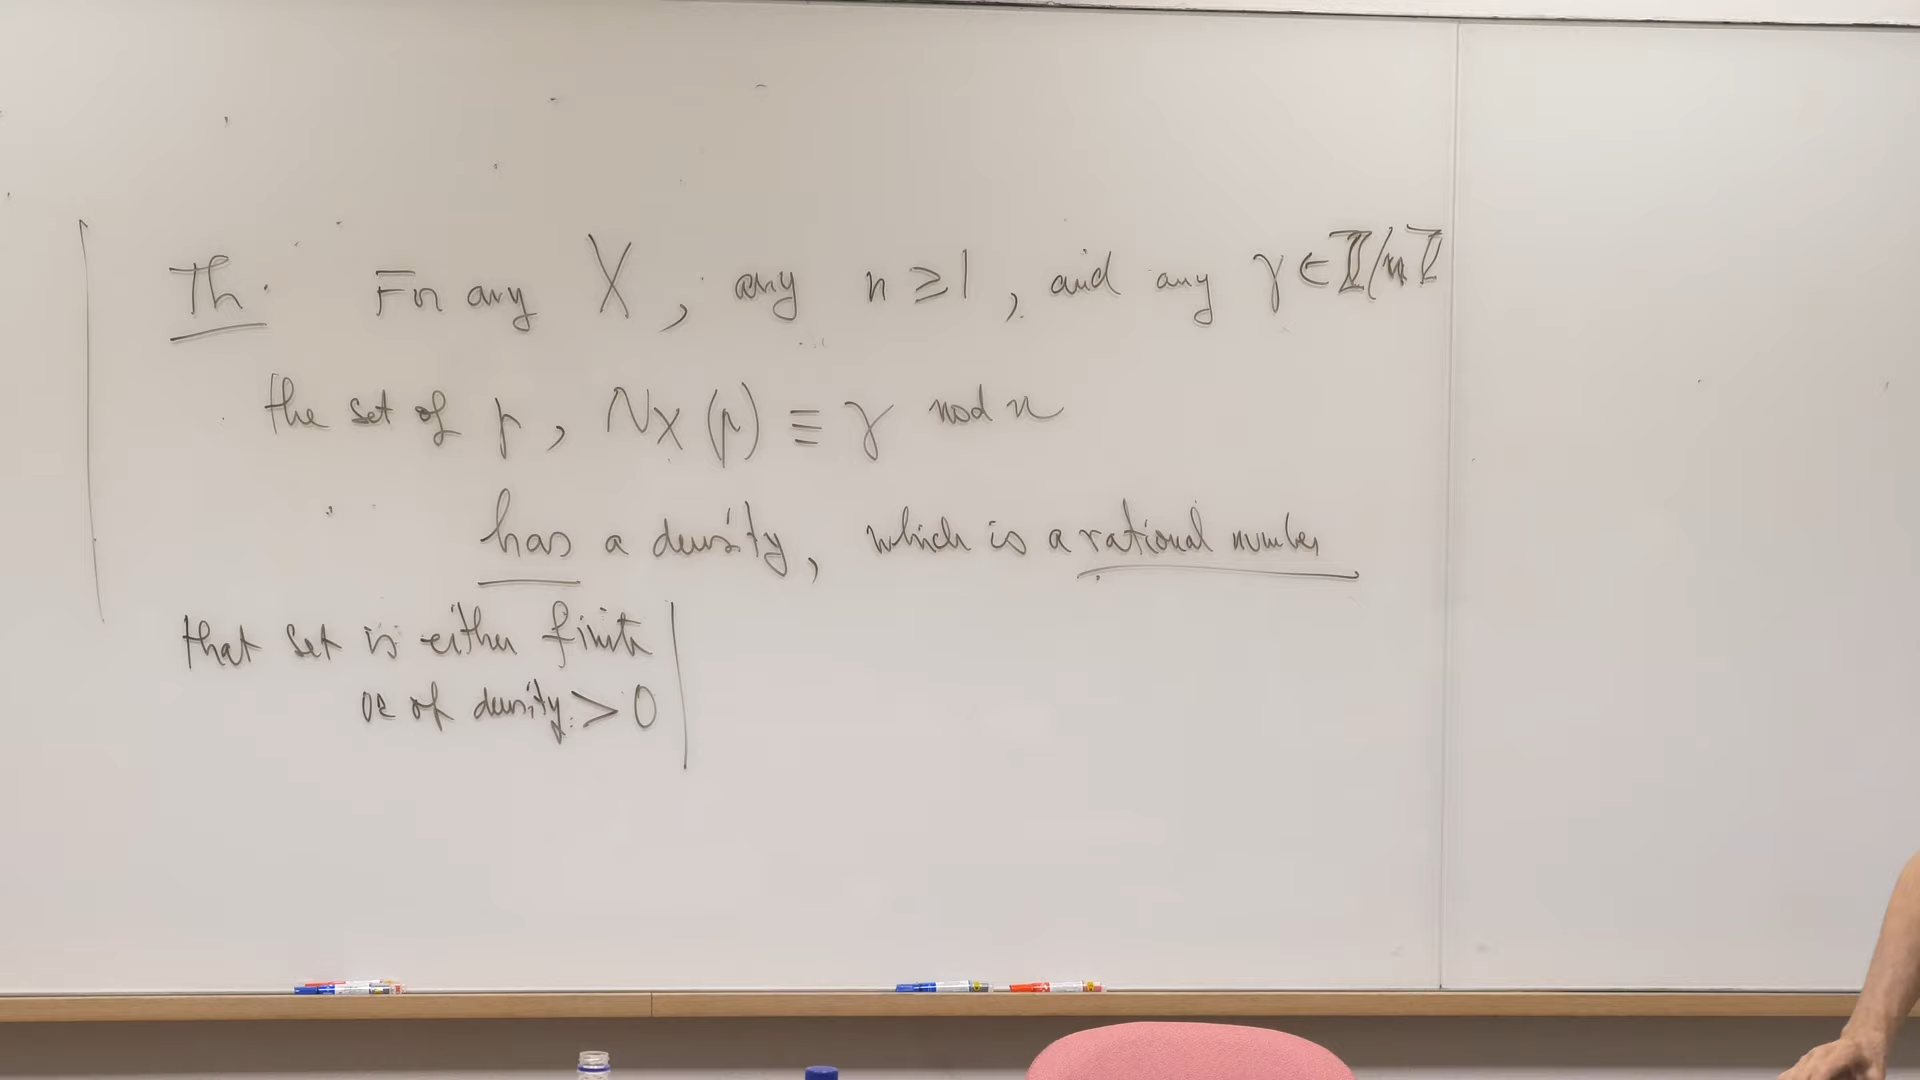 Th. For any X, any n ≥ 1, and any γ ∈ ℤ/nℤ
the set of p, N_X(p) ≡ γ mod n
has a density, which is a rational number
that set is either finite
or of density > 0